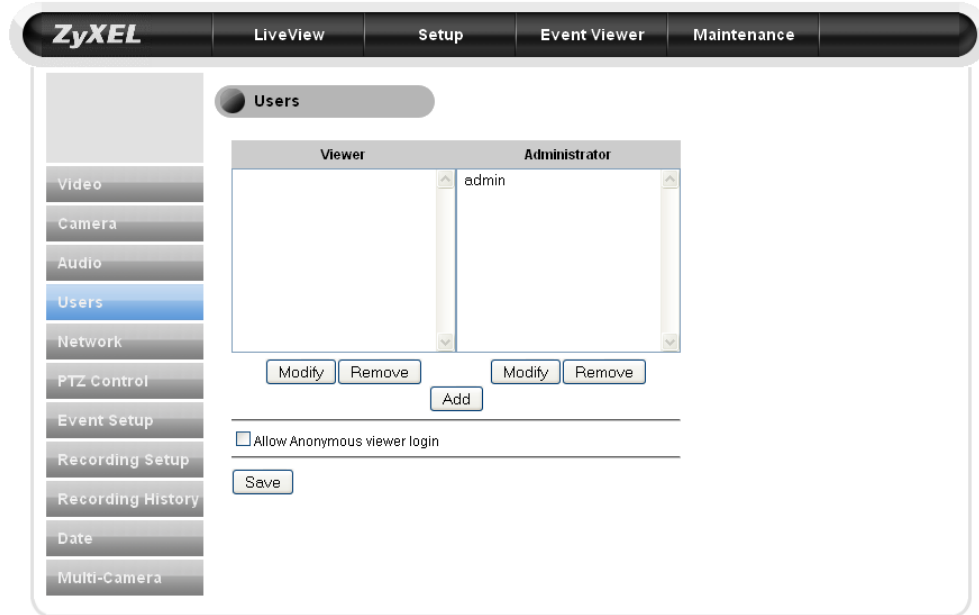 ZyXEL LiveView Setup Event Viewer Maintenance
Users
Viewer Administrator
admin
Video
Camera
Audio
Users
Network
PTZ Control
Event Setup
Recording Setup
Recording History
Date
Multi-Camera
Modify Remove Modify Remove
Add
Allow Anonymous viewer login
Save